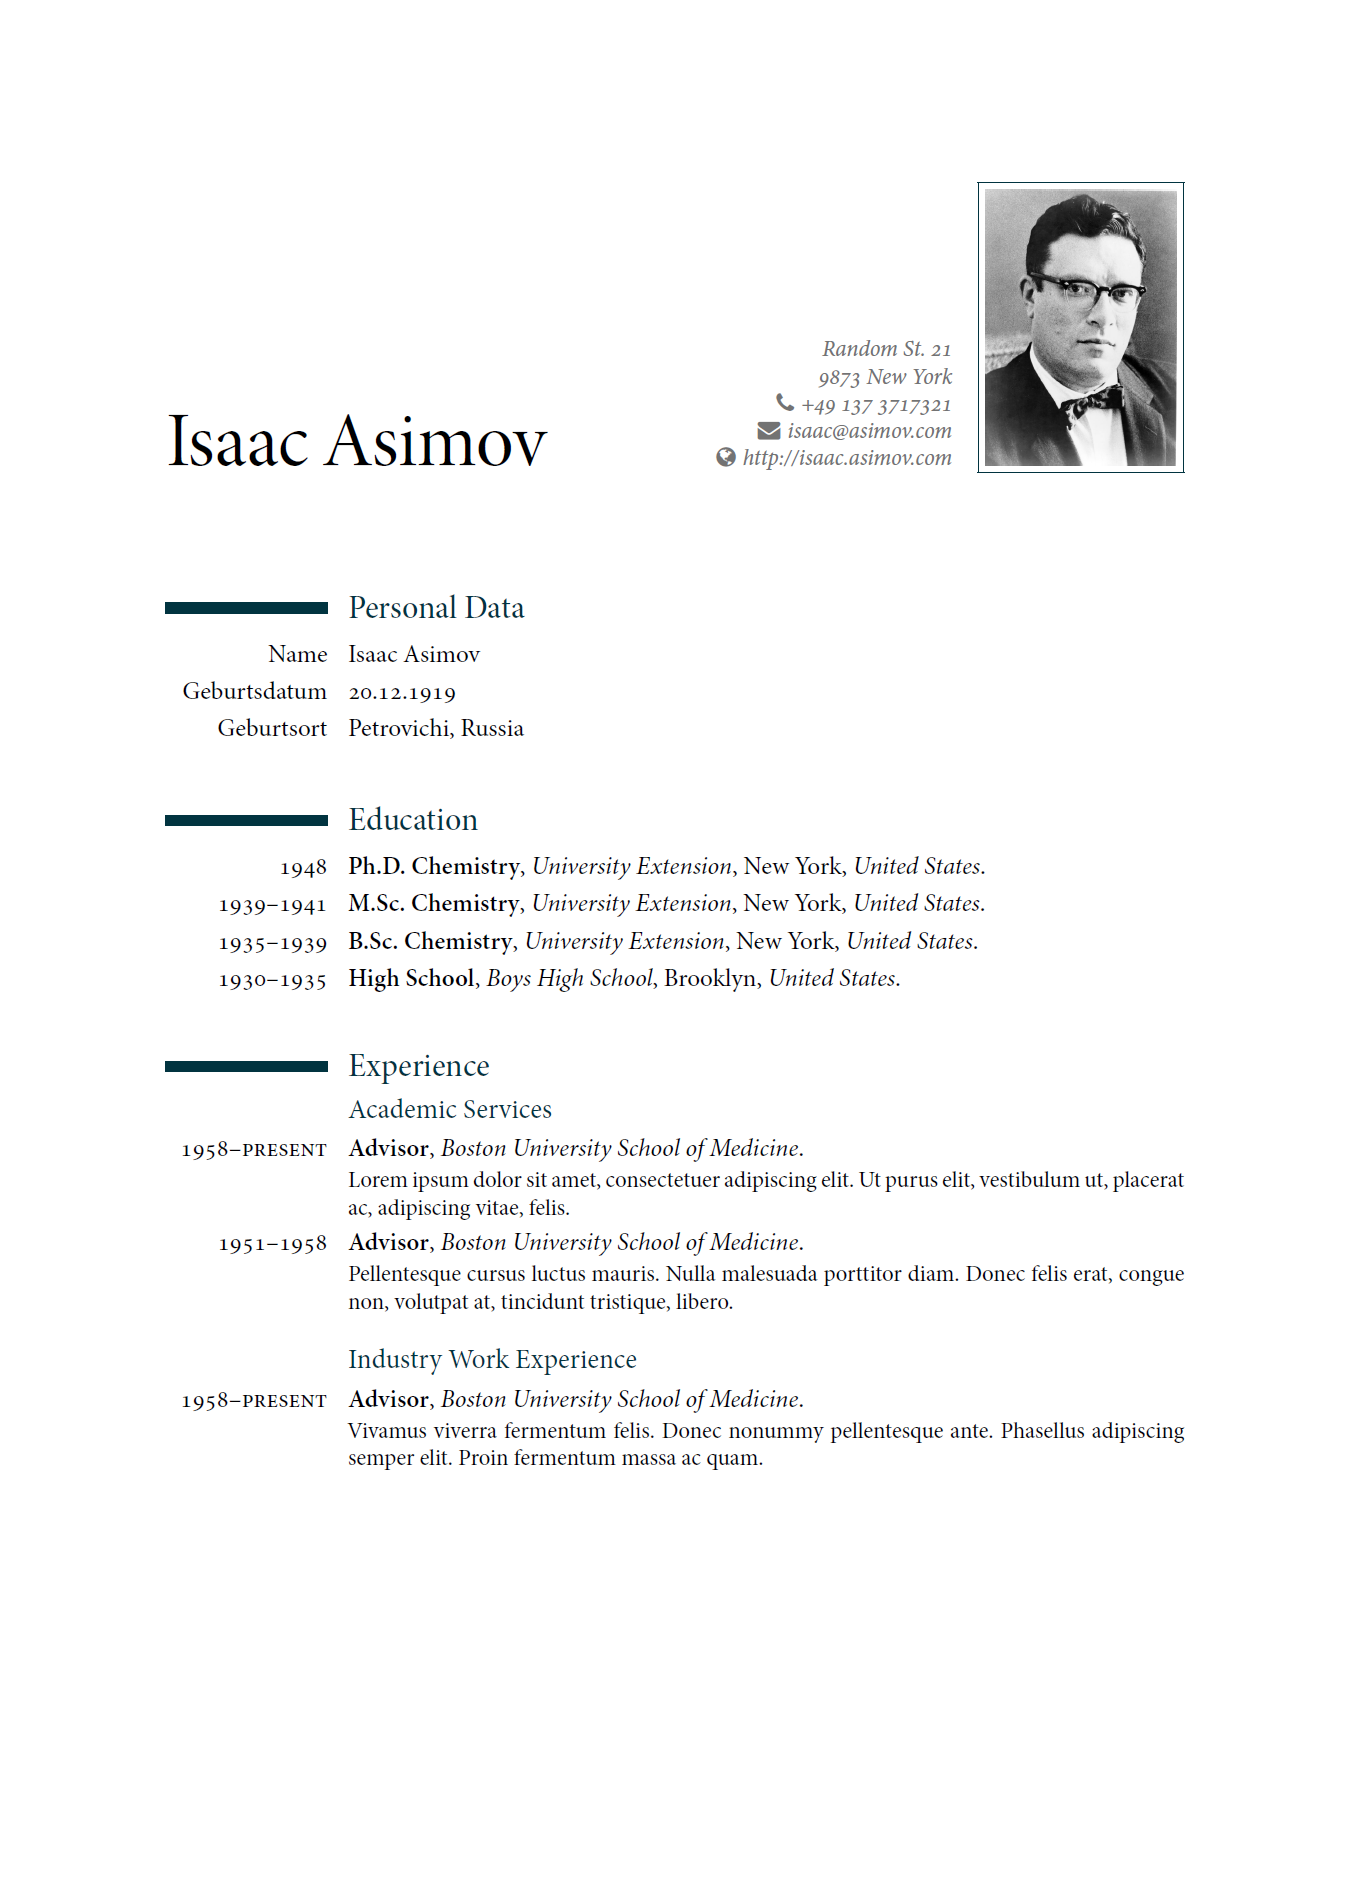 Random St. 21
9873 New York
+49 137 3717321
isaac@asimov.com
http://isaac.asimov.com
Isaac Asimov
Personal Data
Name Isaac Asimov
Geburtsdatum 20.12.1919
Geburtsort Petrovichi, Russia
Education
1948 Ph.D. Chemistry, University Extension, New York, United States.
1939–1941 M.Sc. Chemistry, University Extension, New York, United States.
1935–1939 B.Sc. Chemistry, University Extension, New York, United States.
1930–1935 High School, Boys High School, Brooklyn, United States.
Experience
Academic Services
1958–PRESENT Advisor, Boston University School of Medicine.
Lorem ipsum dolor sit amet, consectetuer adipiscing elit. Ut purus elit, vestibulum ut, placerat
ac, adipiscing vitae, felis.
1951–1958 Advisor, Boston University School of Medicine.
Pellentesque cursus luctus mauris. Nulla malesuada porttitor diam. Donec felis erat, congue
non, volutpat at, tincidunt tristique, libero.
Industry Work Experience
1958–PRESENT Advisor, Boston University School of Medicine.
Vivamus viverra fermentum felis. Donec nonummy pellentesque ante. Phasellus adipiscing
semper elit. Proin fermentum massa ac quam.